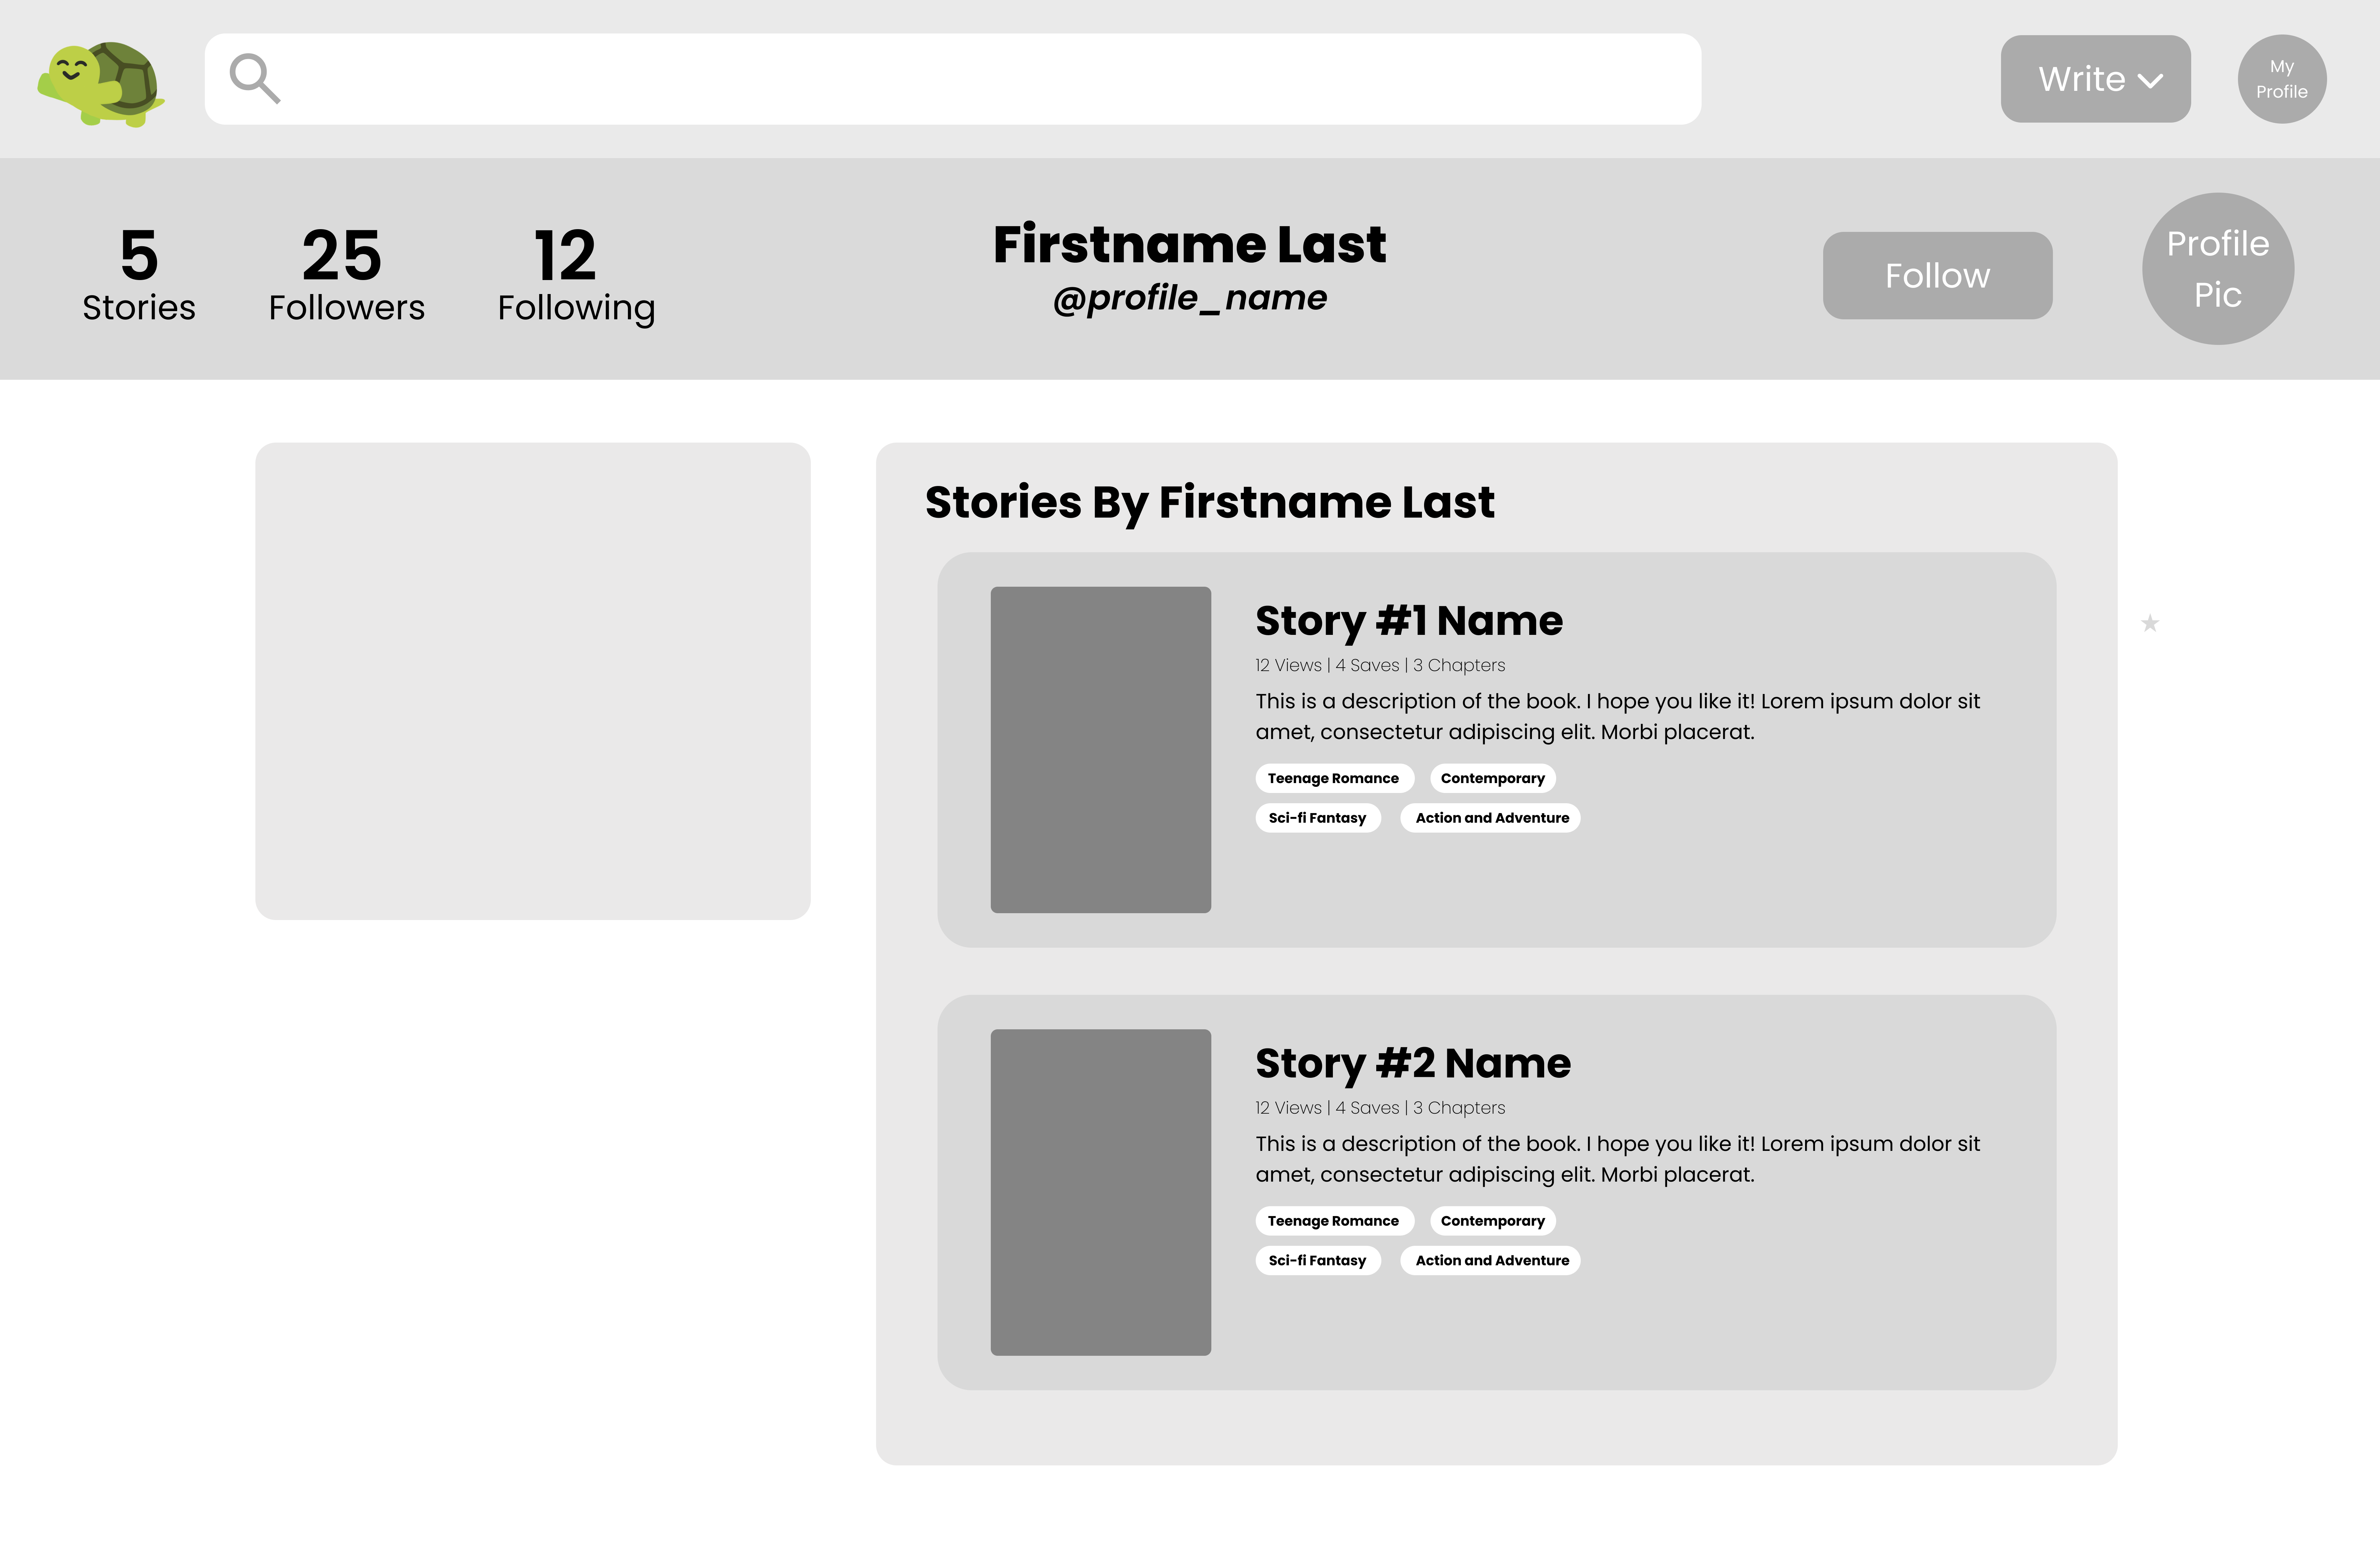 Write
My
Profile
5
Stories
25
Followers
12
Following
Firstname Last
@profile_name
Follow
Profile
Pic
Stories By Firstname Last
Story #1 Name
12 Views | 4 Saves | 3 Chapters
This is a description of the book. I hope you like it! Lorem ipsum dolor sit
amet, consectetur adipiscing elit. Morbi placerat.
Teenage Romance Contemporary
Sci-fi Fantasy Action and Adventure
Story #2 Name
12 Views | 4 Saves | 3 Chapters
This is a description of the book. I hope you like it! Lorem ipsum dolor sit
amet, consectetur adipiscing elit. Morbi placerat.
Teenage Romance Contemporary
Sci-fi Fantasy Action and Adventure